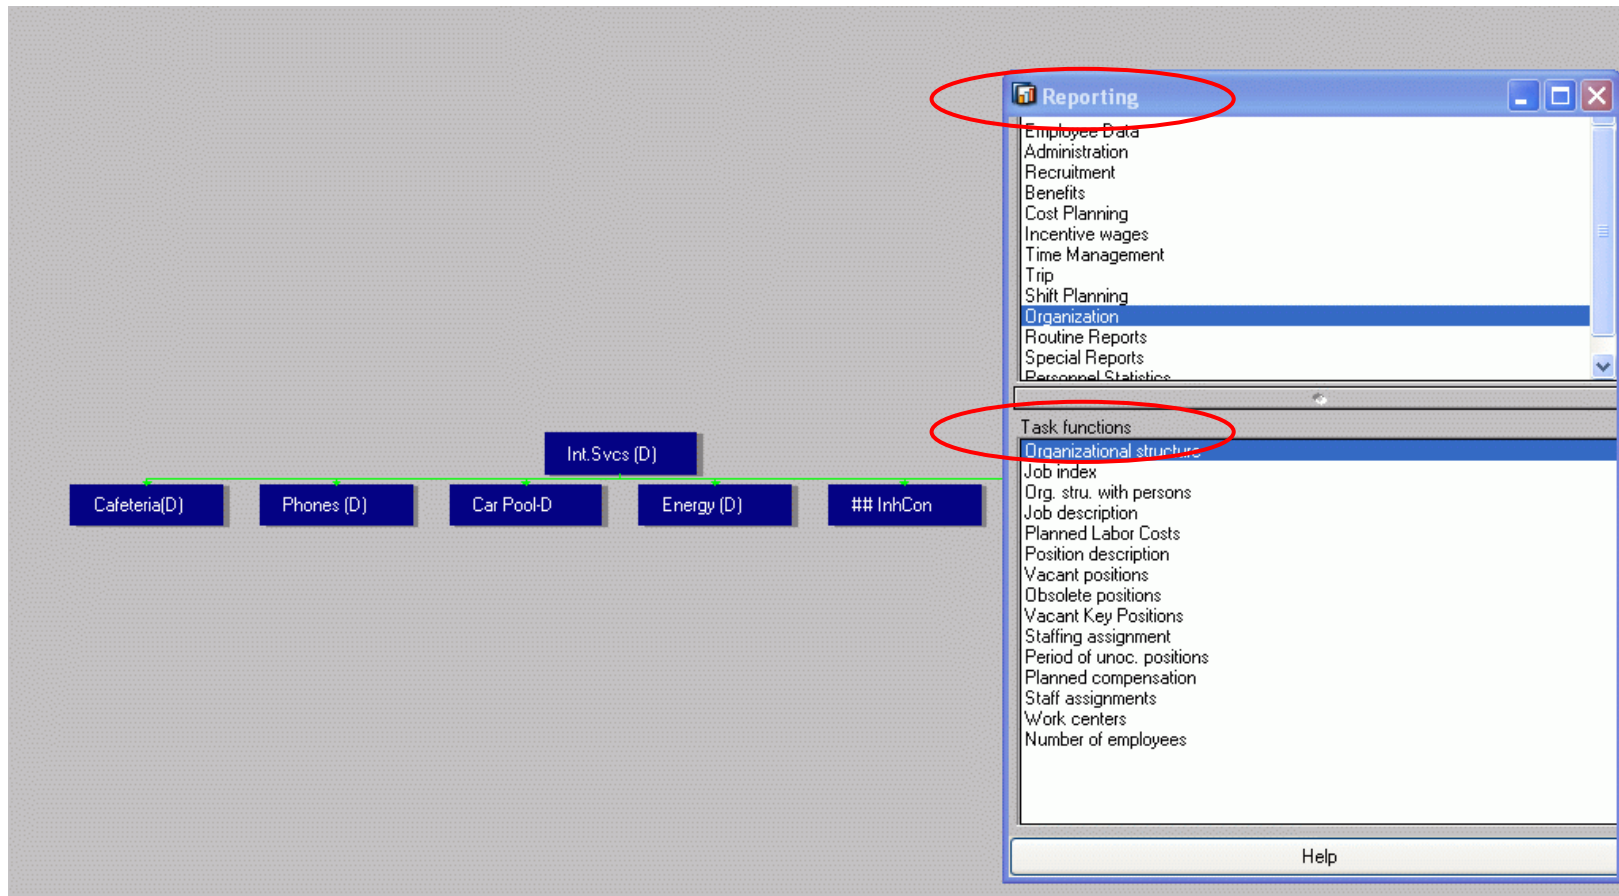 Reporting
Employee Data
Administration
Recruitment
Benefits
Cost Planning
Incentive wages
Time Management
Trip
Shift Planning
Organization
Routine Reports
Special Reports
Personnel Statistics
Task functions
Organizational structure
Job index
Org. stru. with persons
Job description
Planned Labor Costs
Position description
Vacant positions
Obsolete positions
Vacant Key Positions
Staffing assignment
Period of unoc. positions
Planned compensation
Staff assignments
Work centers
Number of employees
Help
Int.Svcs (D)
Cafeteria(D)
Phones (D)
Car Pool-D
Energy (D)
## InhCon